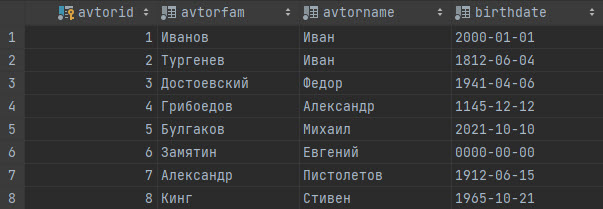 avtorid avtorfam avtorname birthdate
1 1 Иванов Иван 2000-01-01
2 2 Тургенев Иван 1812-06-04
3 3 Достоевский Федор 1941-04-06
4 4 Грибоедов Александр 1145-12-12
5 5 Булгаков Михаил 2021-10-10
6 6 Замятин Евгений 0000-00-00
7 7 Александр Пистолетов 1912-06-15
8 8 Кинг Стивен 1965-10-21